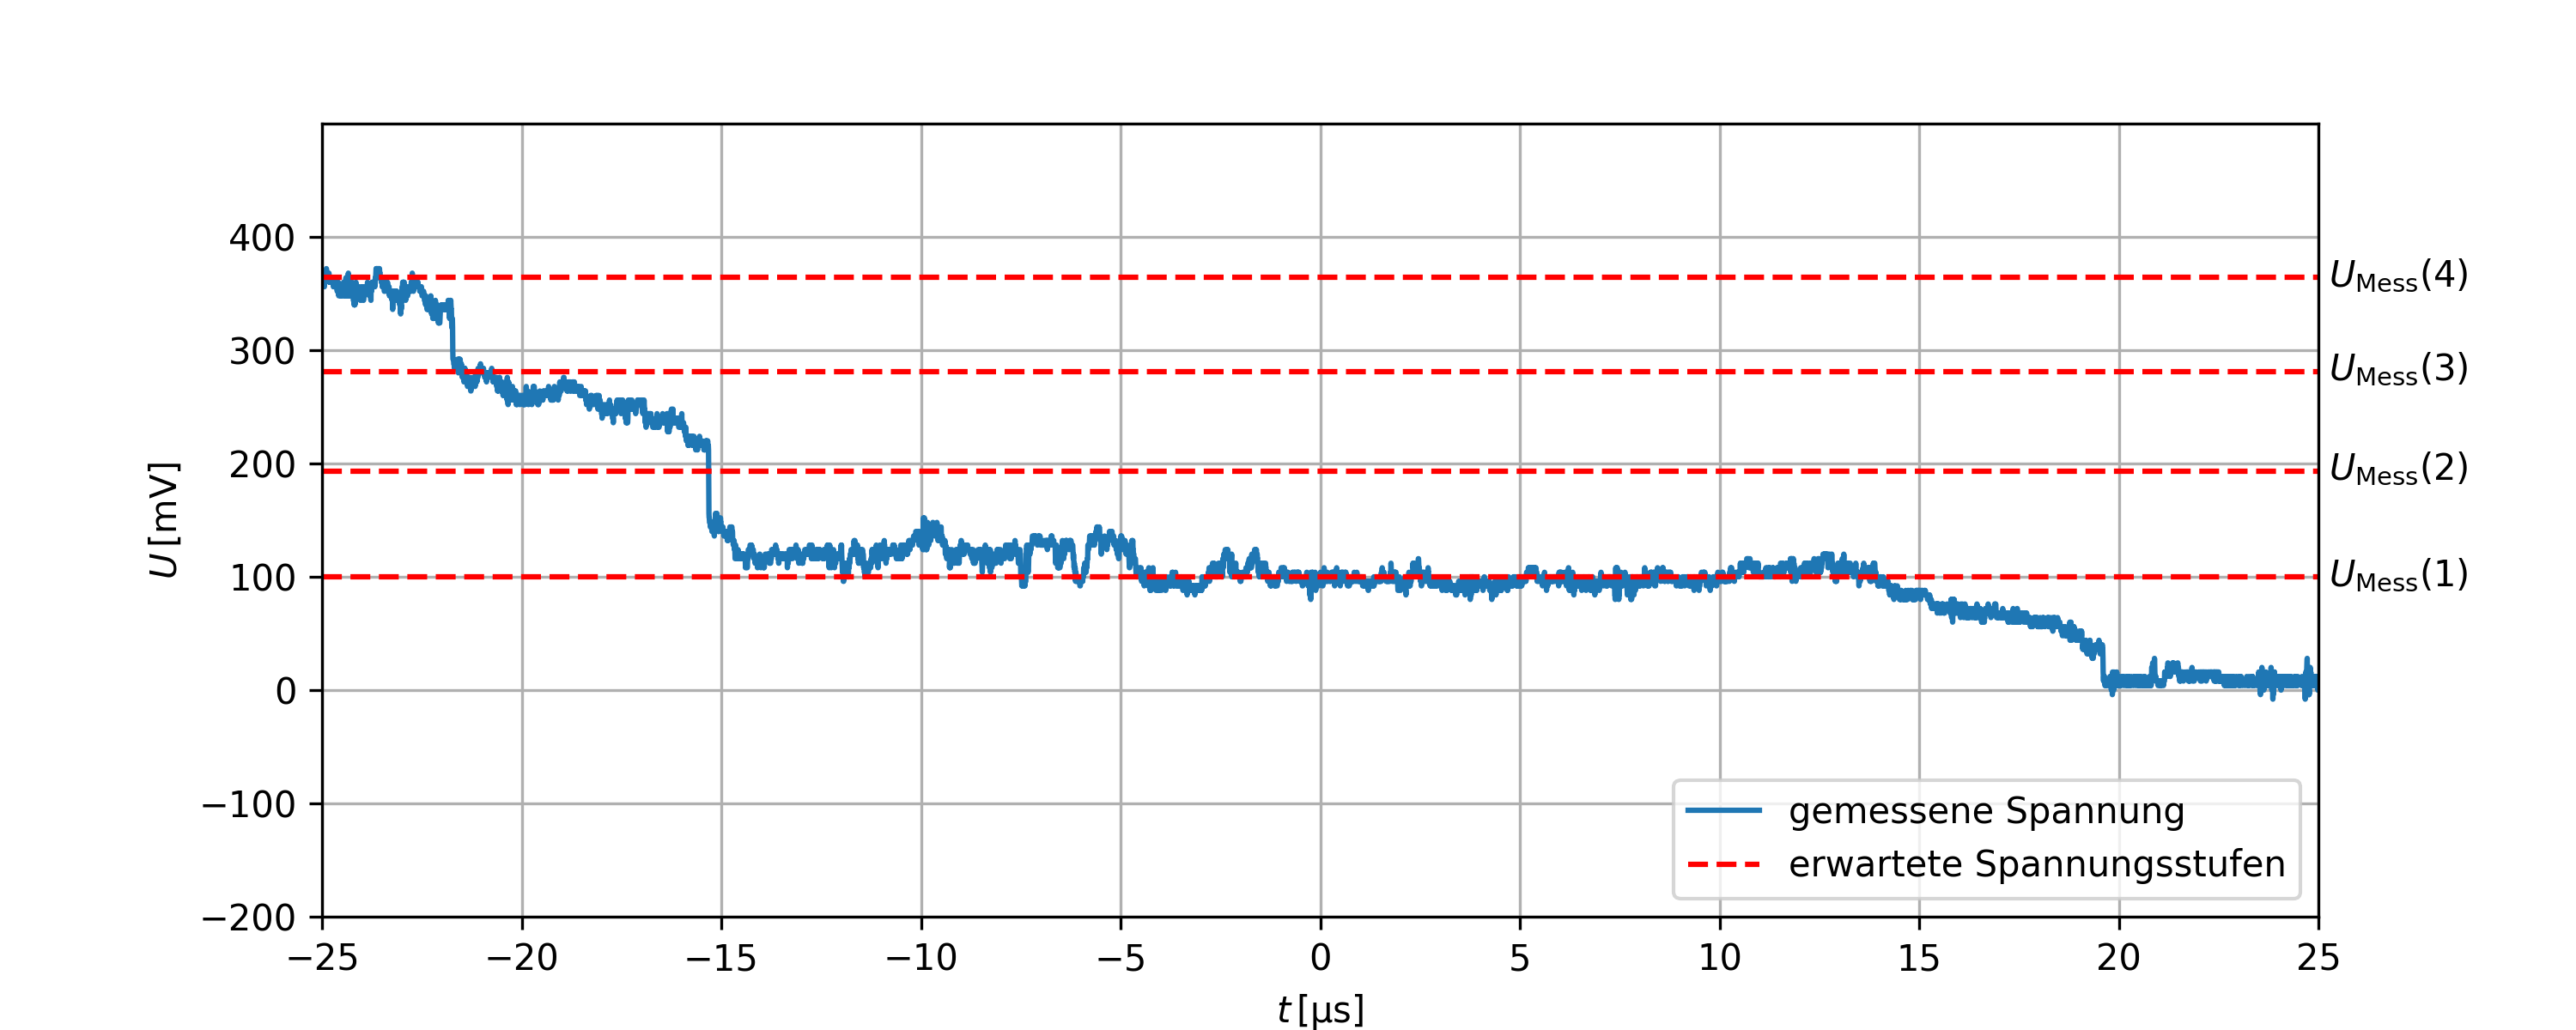 400
300
200
100
0
−100
−200
U [mV]
−25 −20 −15 −10 −5 0 5 10 15 20 25
t [µs]
U_Mess(4)
U_Mess(3)
U_Mess(2)
U_Mess(1)
gemessene Spannung
erwartete Spannungsstufen